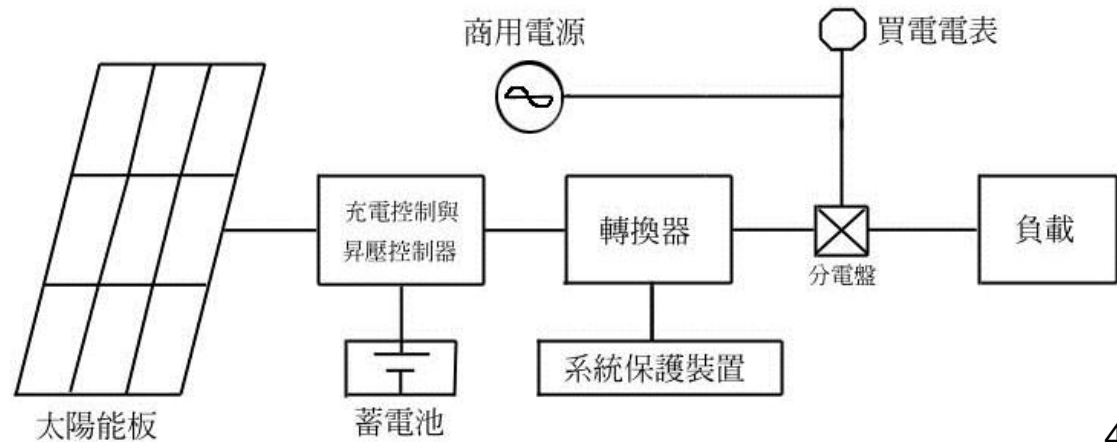 商用電源
買電電表
充電控制與
昇壓控制器
轉換器
負載
分電盤
系統保護裝置
蓄電池
太陽能板